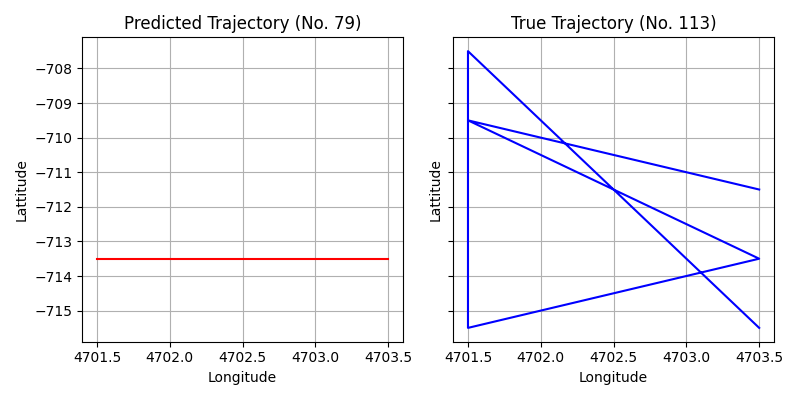 Predicted Trajectory (No. 79)
Lattitude
−708
−709
−710
−711
−712
−713
−714
−715
4701.5 4702.0 4702.5 4703.0 4703.5
Longitude
True Trajectory (No. 113)
Lattitude
4701.5 4702.0 4702.5 4703.0 4703.5
Longitude